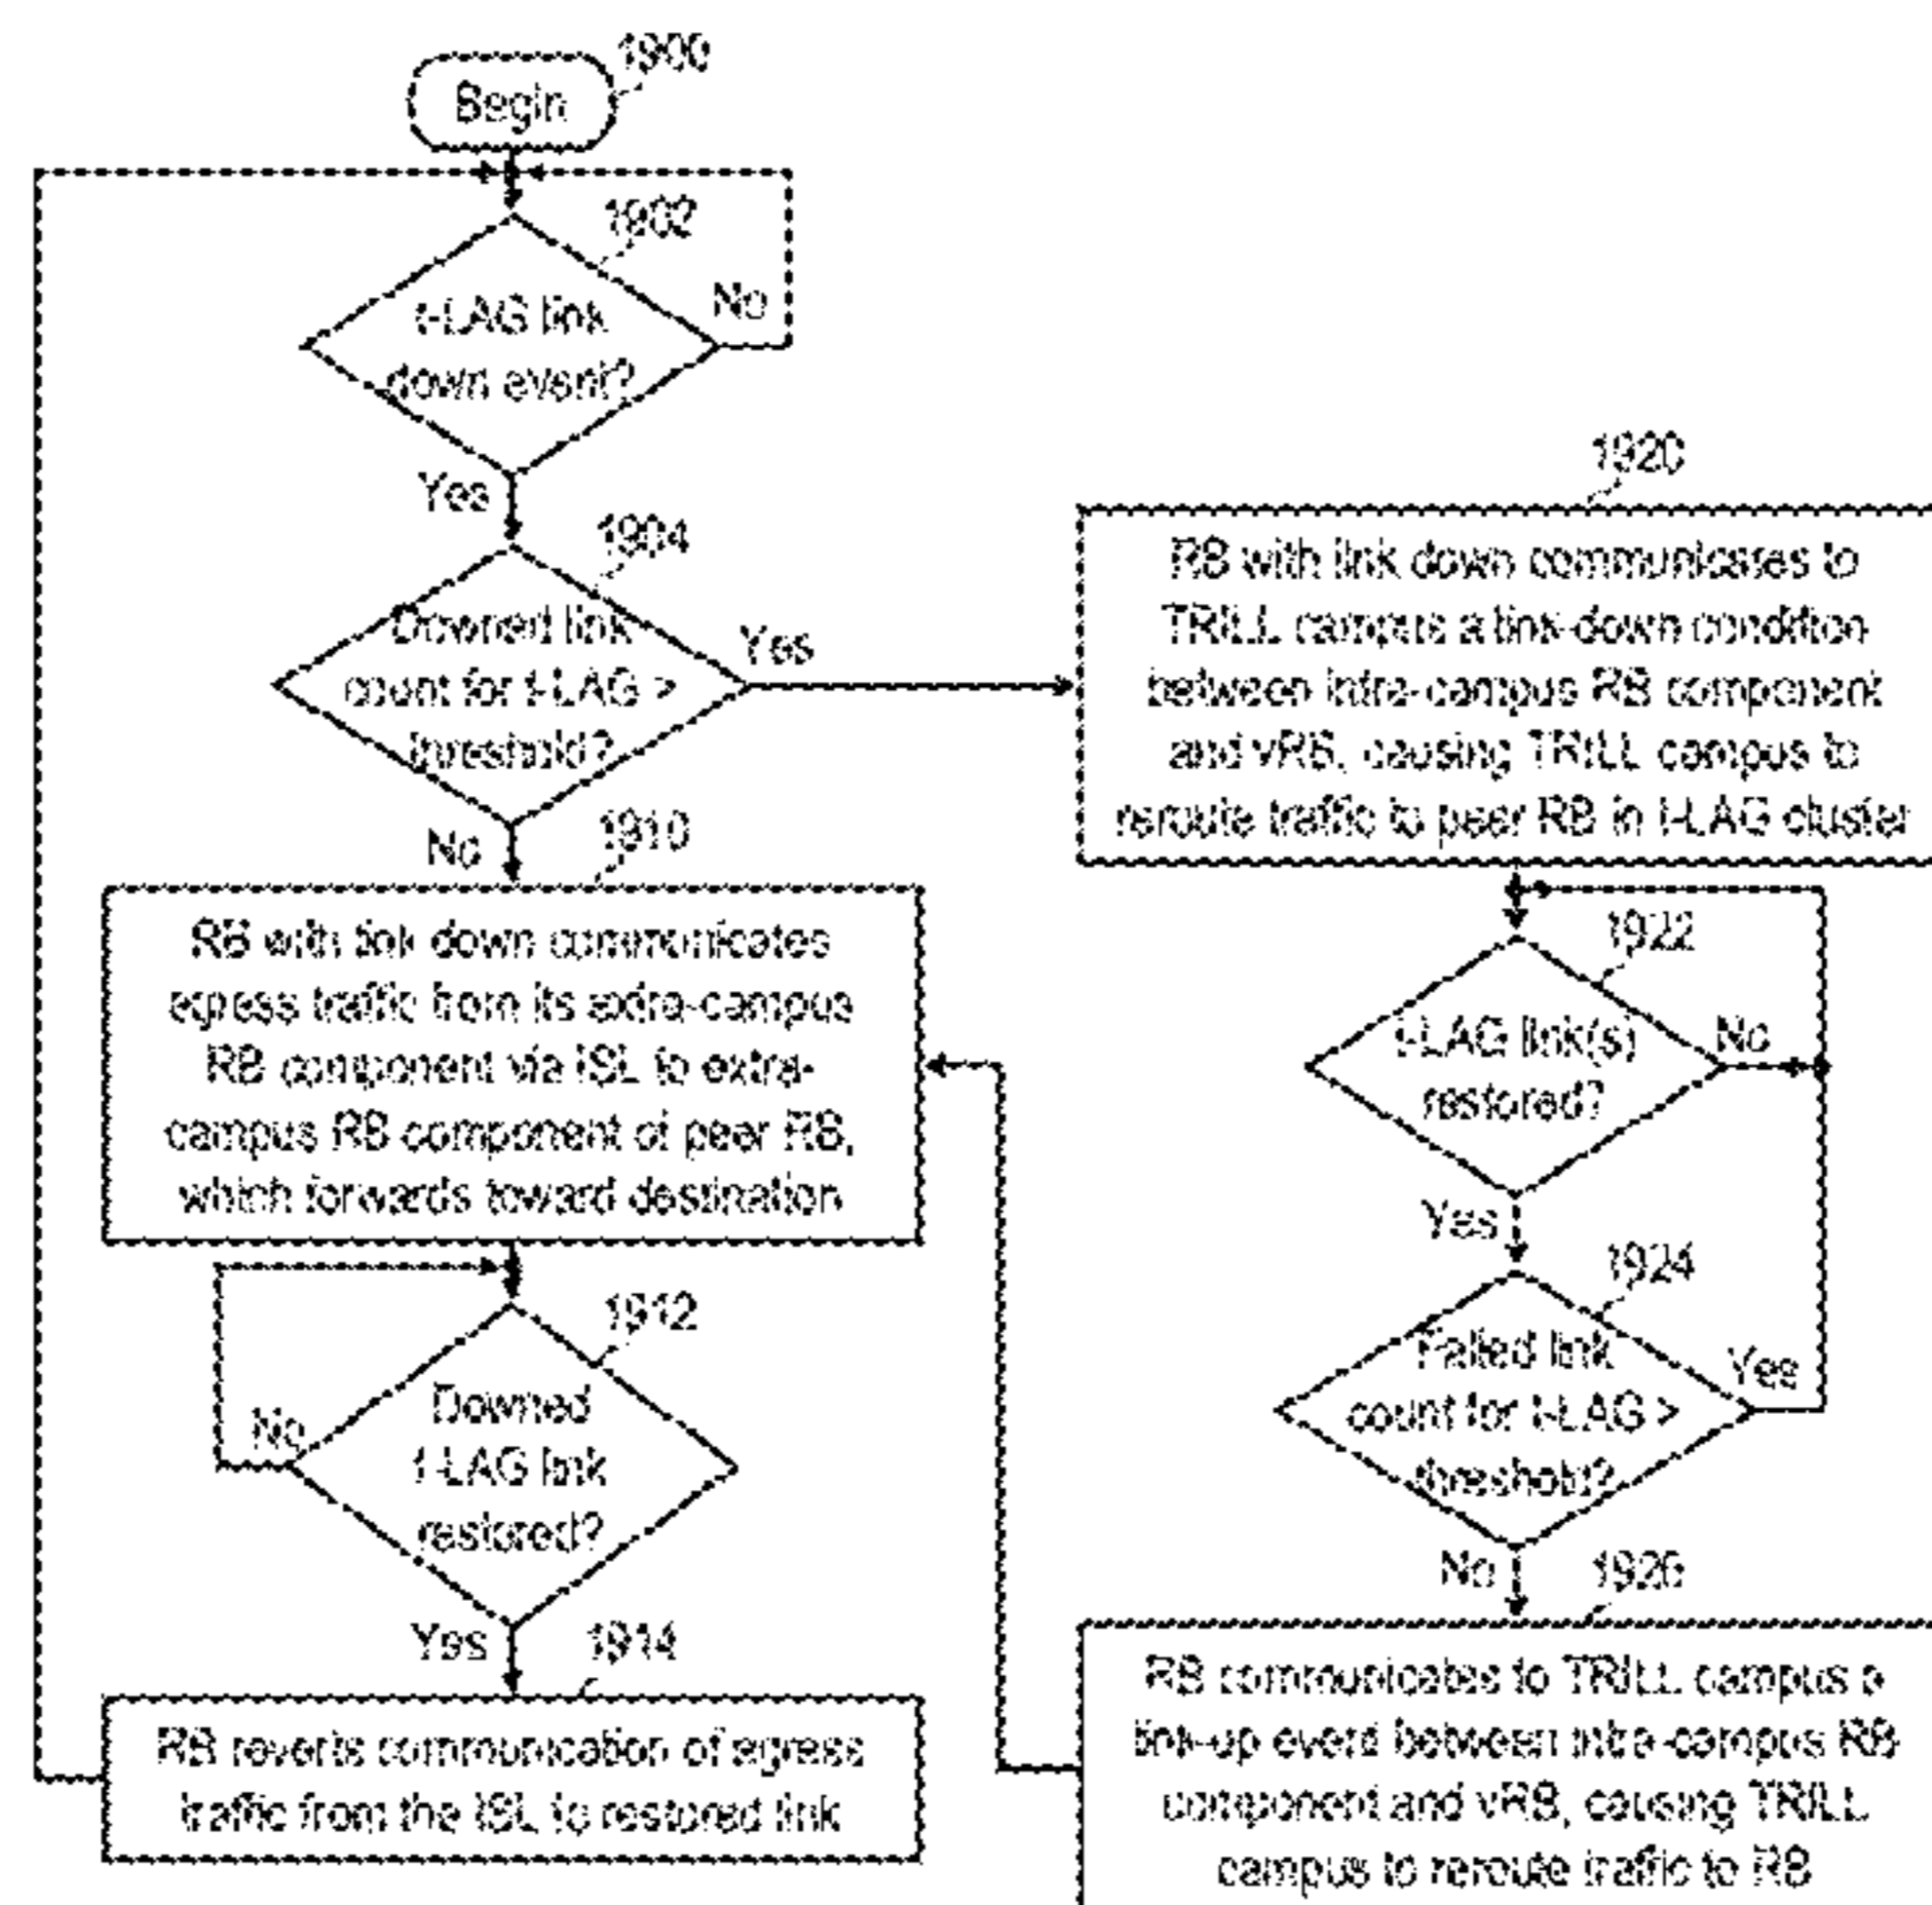 1900
Begin
1902
t-LAG link
down event?
No
Yes
1904
Downed link
count for t-LAG >
threshold?
Yes
No
1910
RB with link down communicates
egress traffic from its extra-campus
RB component via ISL to extra-
campus RB component of peer RB,
which forwards toward destination
1912
Downed
t-LAG link
restored?
No
Yes
1914
RB reverts communication of egress
traffic from the ISL to restored link
1920
RB with link down communicates to
TRILL campus a link-down condition
between intra-campus RB component
and vRB, causing TRILL campus to
reroute traffic to peer RB in t-LAG cluster
1922
t-LAG link(s)
restored?
No
Yes
1924
Failed link
count for t-LAG >
threshold?
Yes
No
1926
RB communicates to TRILL campus a
link-up event between intra-campus RB
component and vRB, causing TRILL
campus to reroute traffic to RB